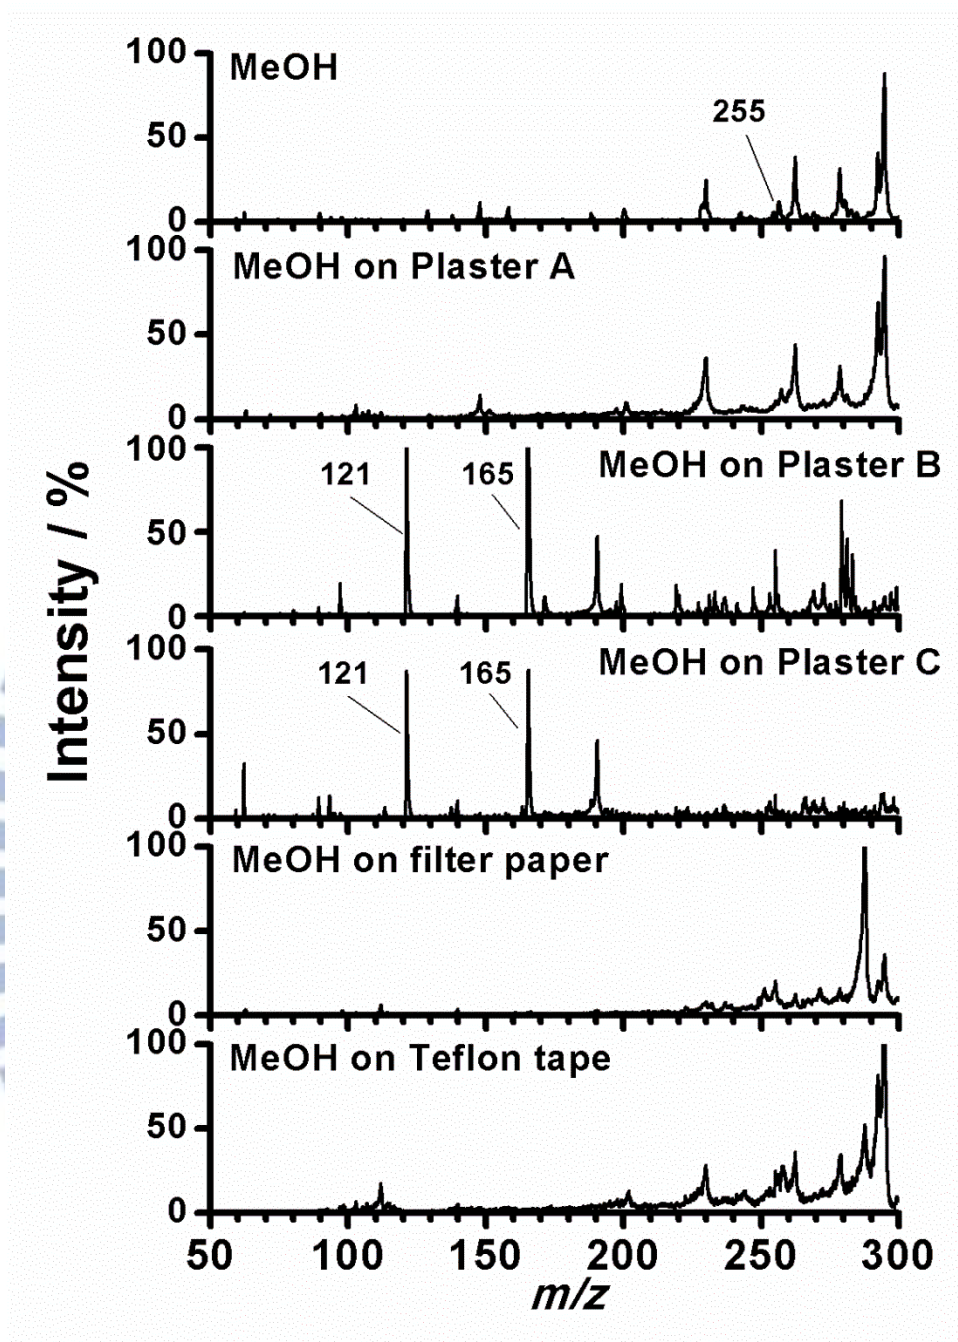 100
50
0
MeOH
255
100
50
0
MeOH on Plaster A
100
50
0
121
165
MeOH on Plaster B
100
50
0
121
165
MeOH on Plaster C
100
50
0
MeOH on filter paper
100
50
0
MeOH on Teflon tape
Intensity / %
50 100 150 200 250 300
m/z